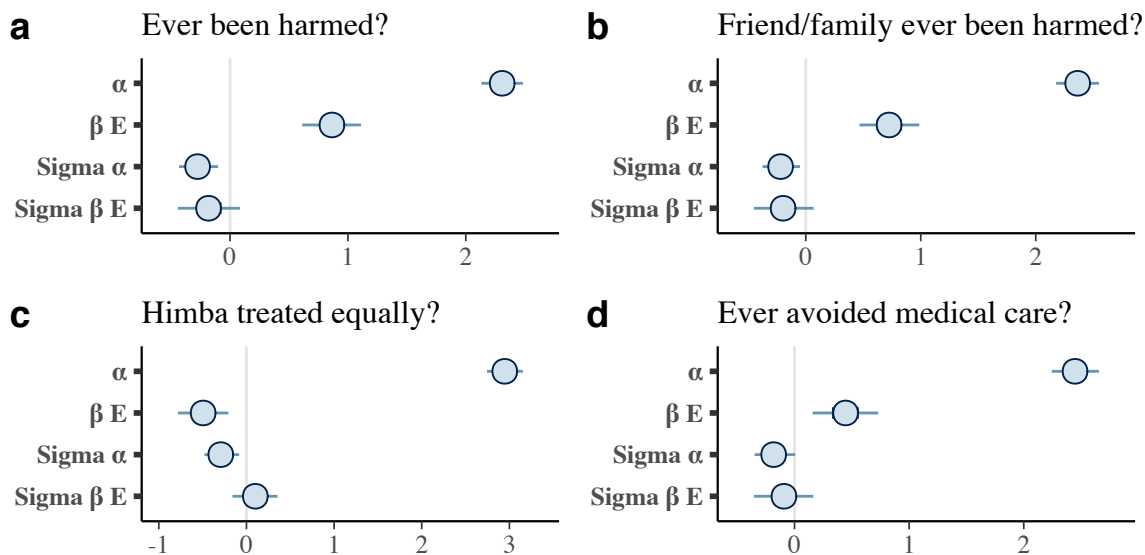 a Ever been harmed?
α
β E
Sigma α
Sigma β E
0 1 2
b Friend/family ever been harmed?
α
β E
Sigma α
Sigma β E
0 1 2
c Himba treated equally?
α
β E
Sigma α
Sigma β E
-1 0 1 2 3
d Ever avoided medical care?
α
β E
Sigma α
Sigma β E
0 1 2